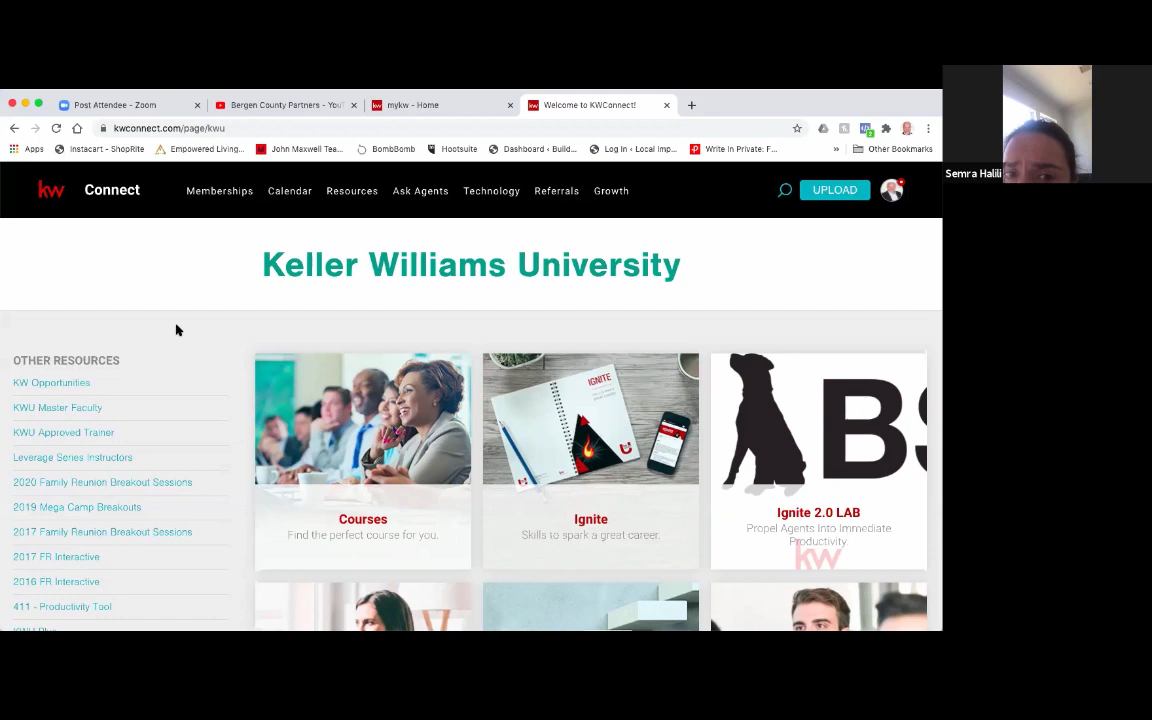 Post Attendee - Zoom
Bergen County Partners - YouT
mykw - Home
Welcome to KWConnect!
kwconnect.com/page/kwu
Apps
Instacart - ShopRite
Empowered Living...
John Maxwell Tea...
BombBomb
Hootsuite
Dashboard ‹ Build...
Log In ‹ Local Imp...
Write In Private: F...
Other Bookmarks
Semra Halili
kw Connect
Memberships
Calendar
Resources
Ask Agents
Technology
Referrals
Growth
UPLOAD
Keller Williams University
OTHER RESOURCES
KW Opportunities
KWU Master Faculty
KWU Approved Trainer
Leverage Series Instructors
2020 Family Reunion Breakout Sessions
2019 Mega Camp Breakouts
2017 Family Reunion Breakout Sessions
2017 FR Interactive
2016 FR Interactive
411 - Productivity Tool
Courses
Find the perfect course for you.
IGNITE
Ignite
Skills to spark a great career.
BS
Ignite 2.0 LAB
Propel Agents Into Immediate
Productivity.
kw